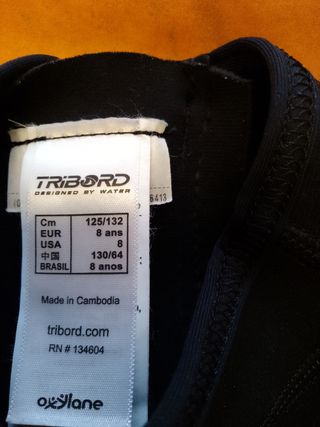 TRIBORD
DESIGNED BY WATER
Cm 125/132
EUR 8 ans
USA 8
中国 130/64
BRASIL 8 anos
Made in Cambodia
tribord.com
RN # 134604
oxylane